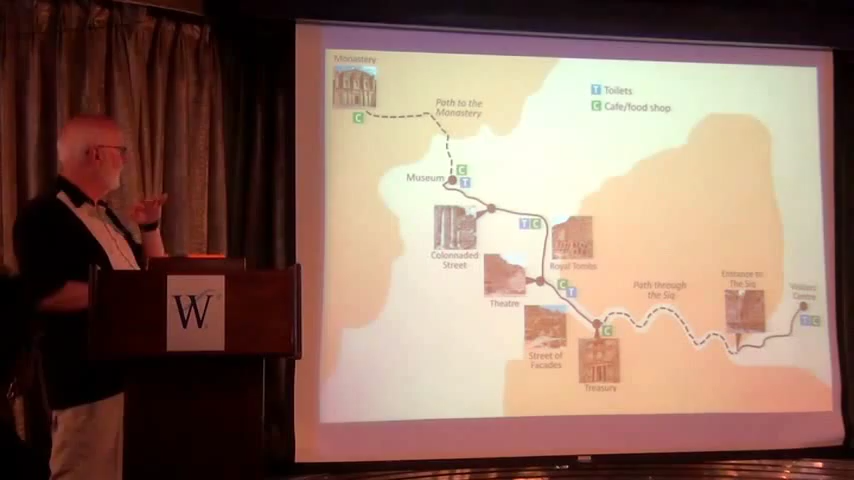 Monastery
Path to the
Monastery
T Toilets
C Cafe/food shop
C
C
Museum
T
T C
Colonnaded
Street
Royal Tombs
Theatre
C
T
Path through
the Siq
Entrance to
The Siq
Visitors
Centre
T C
C
Street of
Facades
Treasury
W